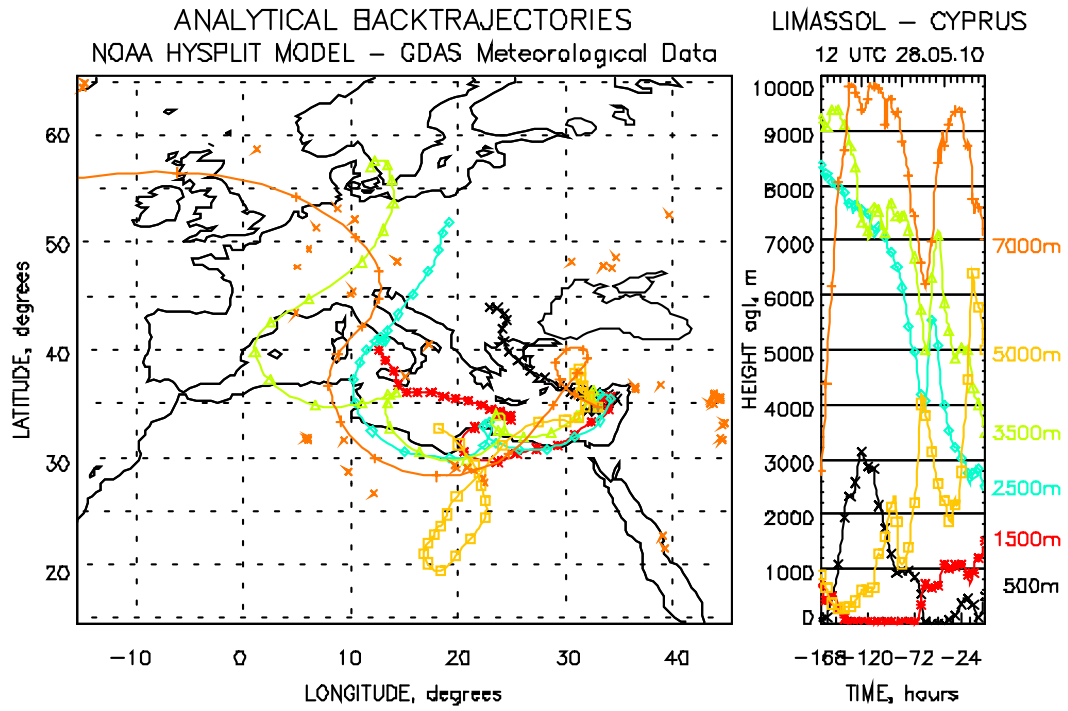 ANALYTICAL BACKTRAJECTORIES
NOAA HYSPLIT MODEL – GDAS Meteorological Data
LIMASSOL – CYPRUS
12 UTC 28.05.10
LATITUDE, degrees
60
50
40
30
20
-10
0
10
20
30
40
LONGITUDE, degrees
HEIGHT agl, m
10000
9000
8000
7000
6000
5000
4000
3000
2000
1000
0
-168
-120
-72
-24
TIME, hours
7000m
5000m
3500m
2500m
1500m
500m